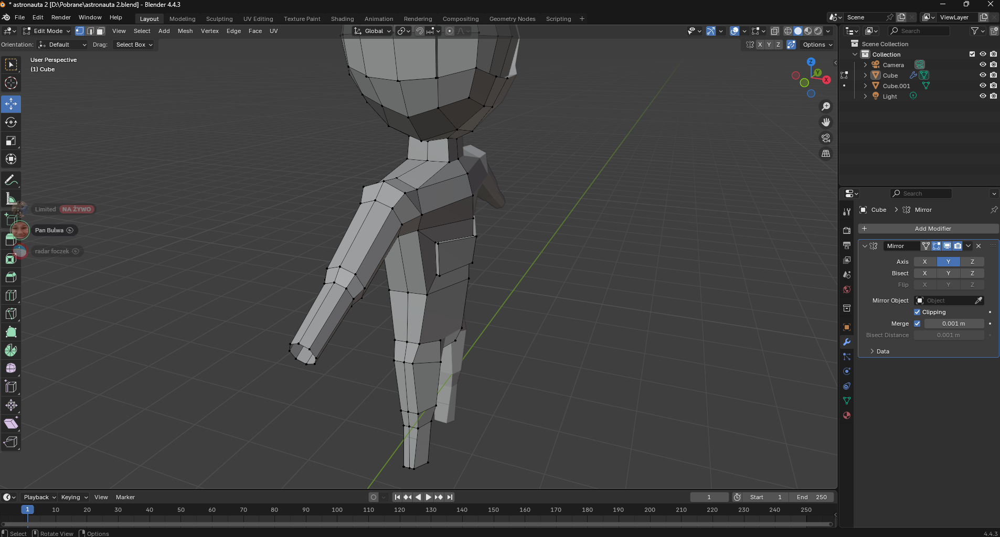 * astronauta 2 [D:\Pobrane\astronauta 2.blend] - Blender 4.4.3
File Edit Render Window Help Layout Modeling Sculpting UV Editing Texture Paint Shading Animation Rendering Compositing Geometry Nodes Scripting + Scene ViewLayer
Edit Mode View Select Add Mesh Vertex Edge Face UV Global Search
Orientation: Default Drag: Select Box X Y Z Options
Scene Collection
Collection
Camera
Cube
Cube.001
Light
User Perspective
(1) Cube
Z
Y
X
Limited NA ŻYWO
Pan Bulwa
radar foczek
Search
Cube > Mirror
+ Add Modifier
Mirror
Axis X Y Z
Bisect X Y Z
Flip X Y Z
Mirror Object Object
Clipping
Merge 0.001 m
Bisect Distance 0.001 m
Data
Playback Keying View Marker 1 Start 1 End 250
1 10 20 30 40 50 60 70 80 90 100 110 120 130 140 150 160 170 180 190 200 210 220 230 240 250
Select Rotate View Options 4.4.3